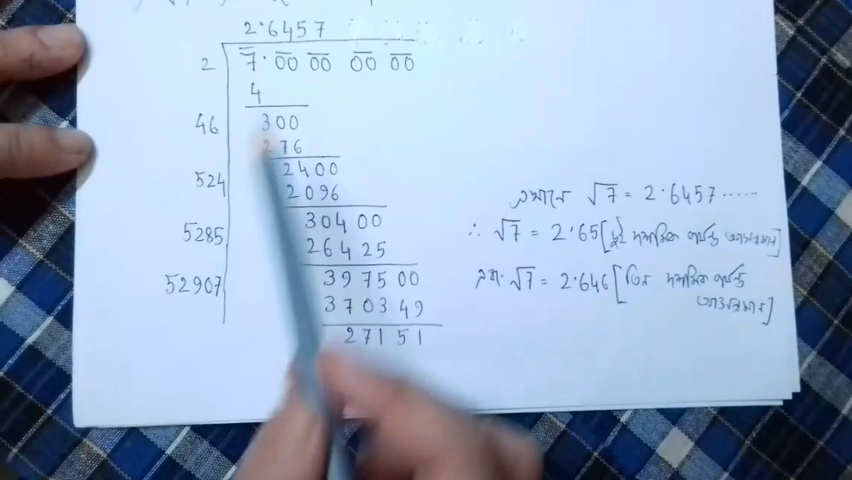 2.6457
2 7.00 00 00 00
4
46 300
276
524 2400
2096
5285 30400
26425
52907 397500
370349
27151
এখানে √7 = 2.6457.....
∴ √7 = 2.65 [দুই দশমিক পর্যন্ত আসন্নমান]
এবং √7 = 2.646 [তিন দশমিক পর্যন্ত
আসন্নমান]